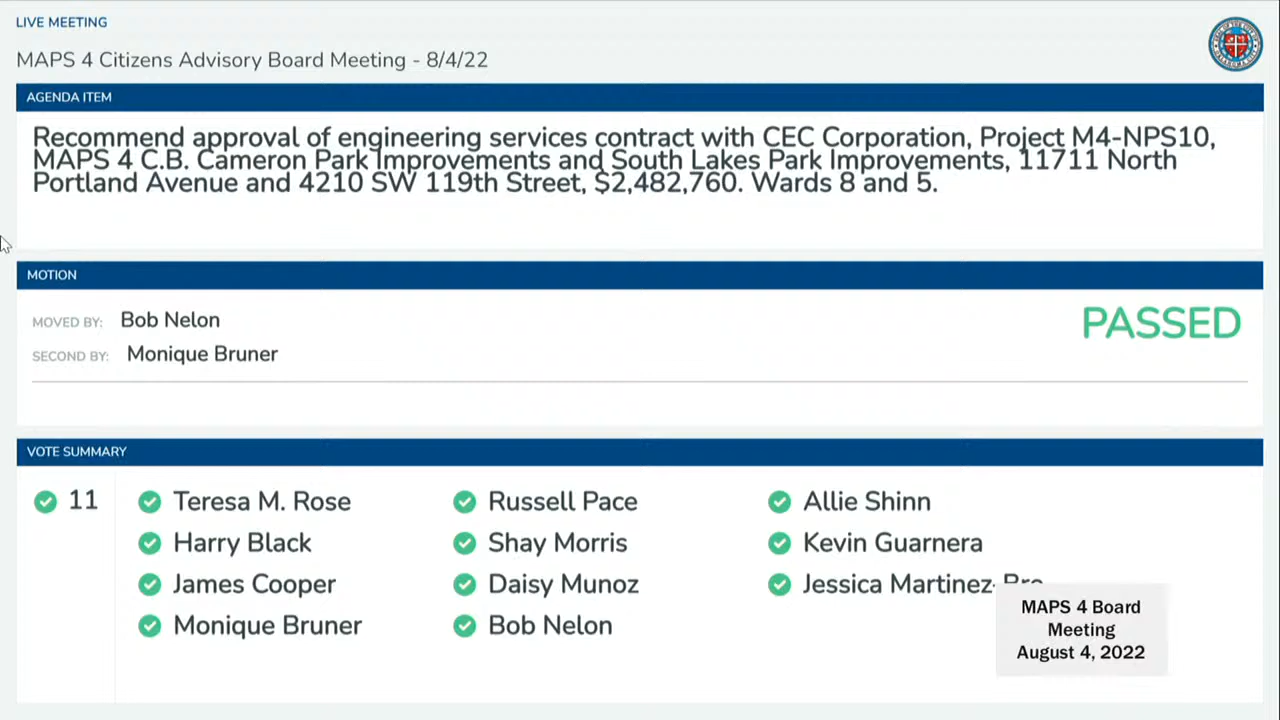 LIVE MEETING
MAPS 4 Citizens Advisory Board Meeting - 8/4/22
AGENDA ITEM
Recommend approval of engineering services contract with CEC Corporation, Project M4-NPS10,
MAPS 4 C.B. Cameron Park Improvements and South Lakes Park Improvements, 11711 North
Portland Avenue and 4210 SW 119th Street, $2,482,760. Wards 8 and 5.
MOTION
MOVED BY: Bob Nelon
PASSED
SECOND BY: Monique Bruner
VOTE SUMMARY
11
Teresa M. Rose
Russell Pace
Allie Shinn
Harry Black
Shay Morris
Kevin Guarnera
James Cooper
Daisy Munoz
Jessica Martinez-
Monique Bruner
Bob Nelon
MAPS 4 Board
Meeting
August 4, 2022